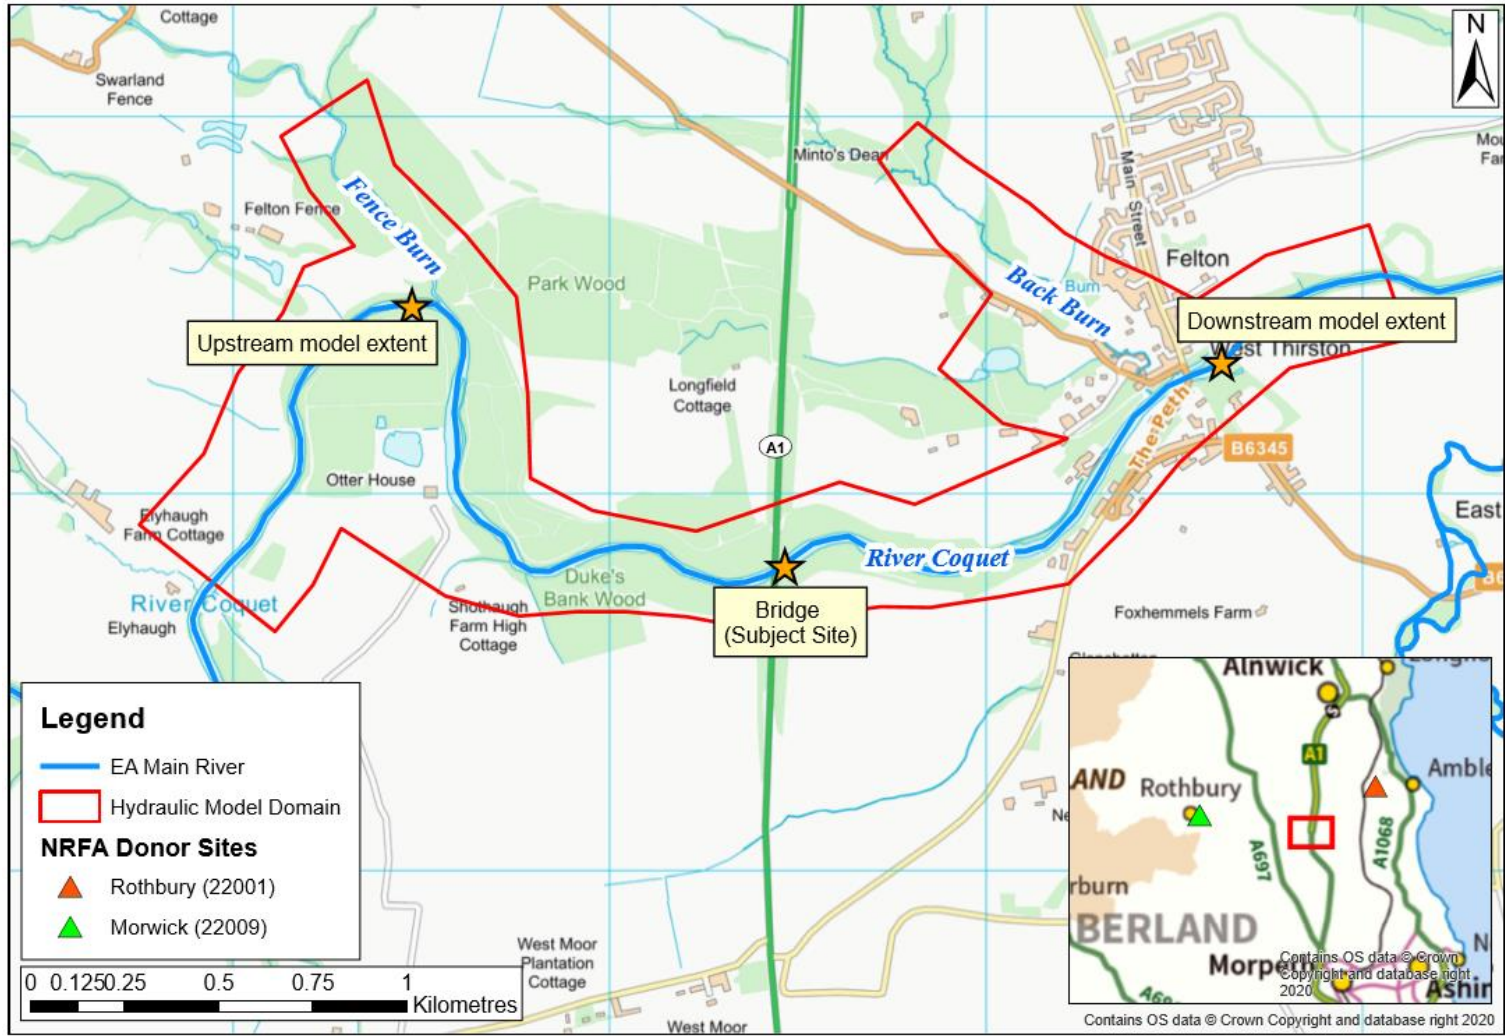 Cottage
N
Swarland
Fence
Minto's Dean
Main Street
Felton Fence
Fence Burn
Park Wood
Felton
Burn
Back Burn
Upstream model extent
Downstream model extent
West Thirston
Longfield
Cottage
A1
The Peth
B6345
Otter House
Elyhaugh
Farm Cottage
East
River Coquet
River Coquet
Duke's
Bank Wood
Elyhaugh
Shothaugh
Farm High
Cottage
Bridge
(Subject Site)
Foxhemmels Farm
Legend
EA Main River
Hydraulic Model Domain
NRFA Donor Sites
Rothbury (22001)
Morwick (22009)
0 0.125 0.25 0.5 0.75 1
Kilometres
West Moor
Plantation
Cottage
West Moor
Alnwick
A1
AND
Rothbury
Amble
A697
A1068
rburn
BERLAND
Morpeth
N
Ashin
Contains OS data © Crown
Copyright and database right
2020
Contains OS data © Crown Copyright and database right 2020